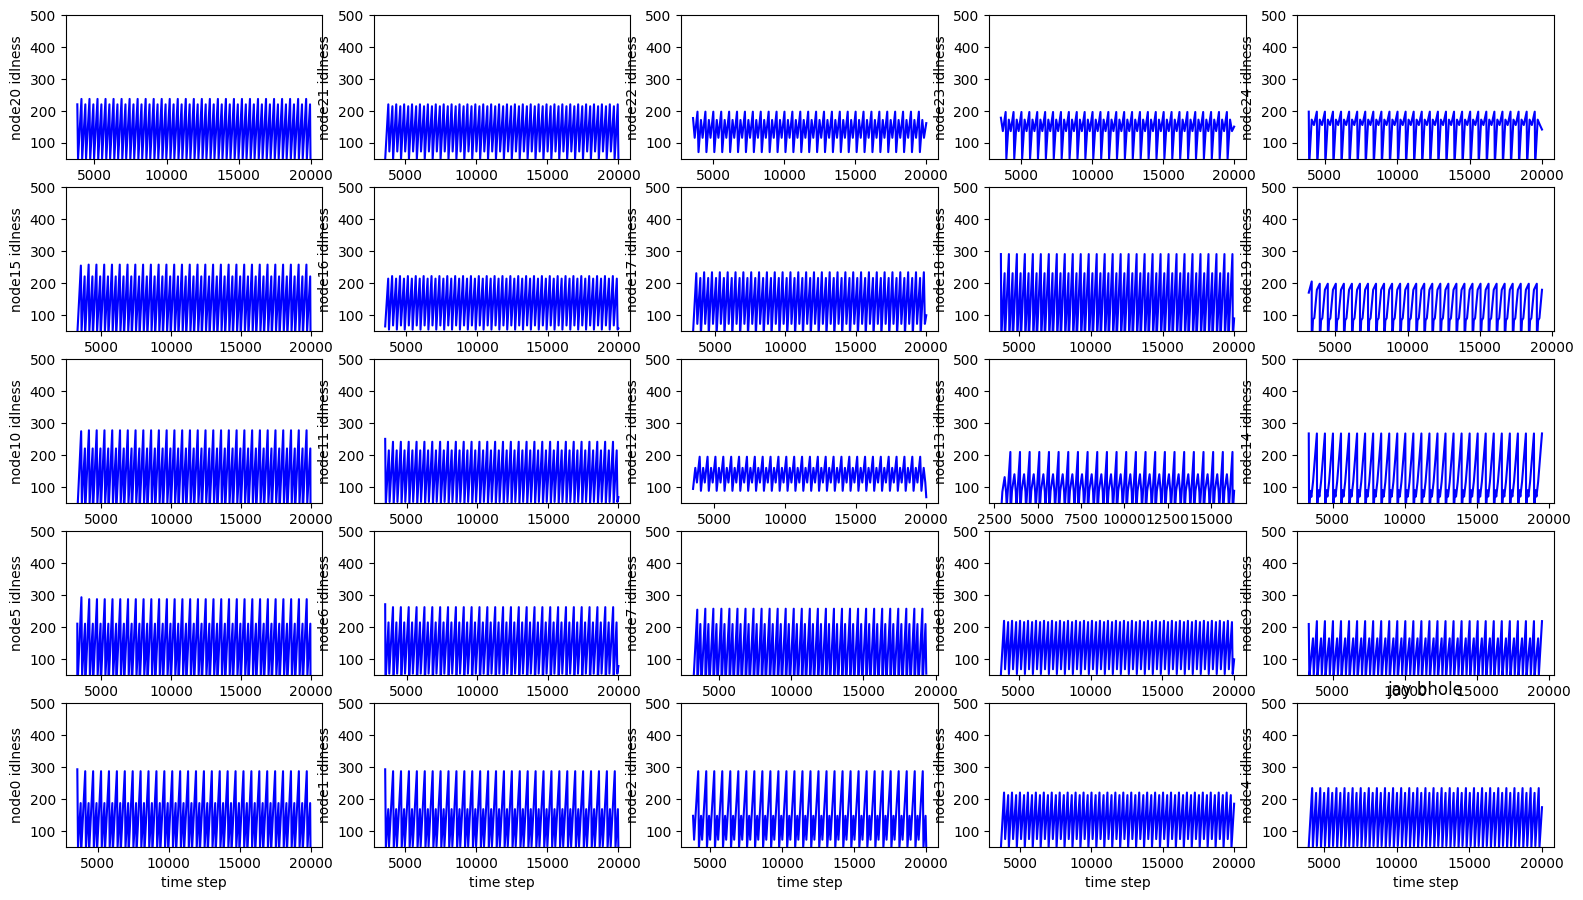 500 500 500 500 500
400 400 400 400 400
300 300 300 300 300
200 200 200 200 200
100 100 100 100 100
node20 idlness node21 idlness node22 idlness node23 idlness node24 idlness
5000 10000 15000 20000 5000 10000 15000 20000 5000 10000 15000 20000 5000 10000 15000 20000 5000 10000 15000 20000
500 500 500 500 500
400 400 400 400 400
300 300 300 300 300
200 200 200 200 200
100 100 100 100 100
node15 idlness node16 idlness node17 idlness node18 idlness node19 idlness
5000 10000 15000 20000 5000 10000 15000 20000 5000 10000 15000 20000 5000 10000 15000 20000 5000 10000 15000 20000
500 500 500 500 500
400 400 400 400 400
300 300 300 300 300
200 200 200 200 200
100 100 100 100 100
node10 idlness node11 idlness node12 idlness node13 idlness node14 idlness
5000 10000 15000 20000 5000 10000 15000 20000 5000 10000 15000 20000 2500 5000 7500 10000 12500 15000 5000 10000 15000 20000
500 500 500 500 500
400 400 400 400 400
300 300 300 300 300
200 200 200 200 200
100 100 100 100 100
node5 idlness node6 idlness node7 idlness node8 idlness node9 idlness
5000 10000 15000 20000 5000 10000 15000 20000 5000 10000 15000 20000 5000 10000 15000 20000 5000 10000 15000 20000
jay bhole
500 500 500 500 500
400 400 400 400 400
300 300 300 300 300
200 200 200 200 200
100 100 100 100 100
node0 idlness node1 idlness node2 idlness node3 idlness node4 idlness
5000 10000 15000 20000 5000 10000 15000 20000 5000 10000 15000 20000 5000 10000 15000 20000 5000 10000 15000 20000
time step time step time step time step time step